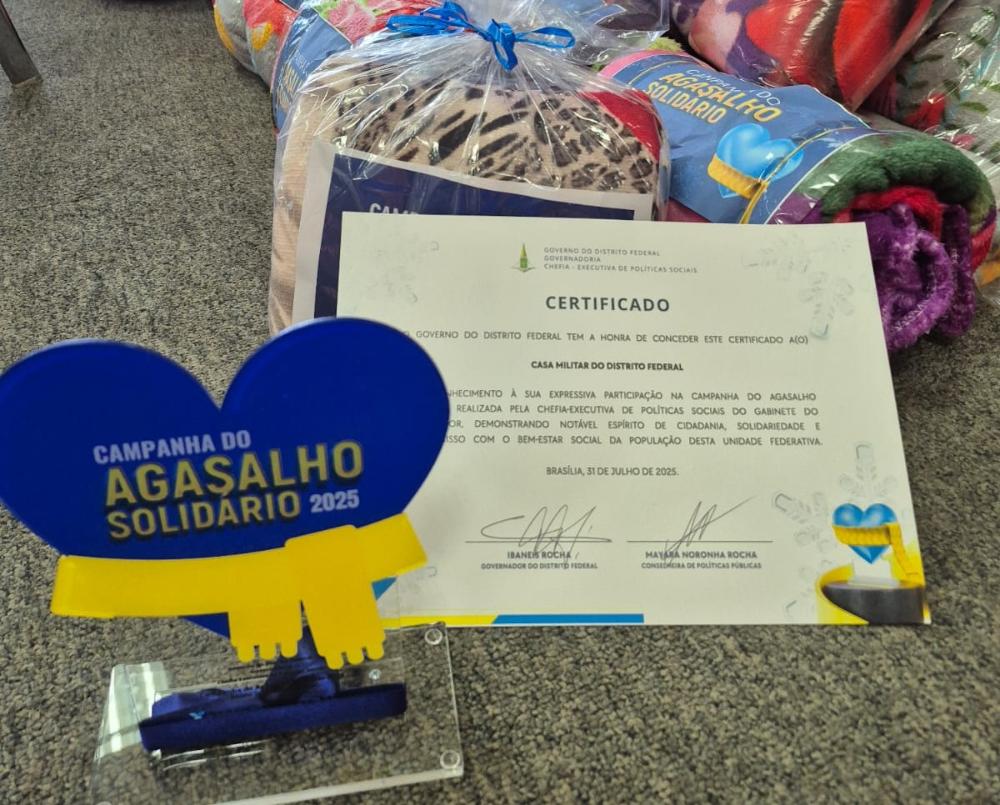 AGASALHO
CAMPANHA DO
AGASALHO
SOLIDÁRIO
GOVERNO DO DISTRITO FEDERAL
GOVERNADORIA
CHEFIA - EXECUTIVA DE POLÍTICAS SOCIAIS
CERTIFICADO
O GOVERNO DO DISTRITO FEDERAL TEM A HONRA DE CONCEDER ESTE CERTIFICADO A(O)
CASA MILITAR DO DISTRITO FEDERAL
À SUA EXPRESSIVA PARTICIPAÇÃO NA CAMPANHA DO AGASALHO
REALIZADA PELA CHEFIA-EXECUTIVA DE POLÍTICAS SOCIAIS DO GABINETE DO
DEMONSTRANDO NOTÁVEL ESPÍRITO DE CIDADANIA, SOLIDARIEDADE E
COM O BEM-ESTAR SOCIAL DA POPULAÇÃO DESTA UNIDADE FEDERATIVA.
BRASÍLIA, 31 DE JULHO DE 2025.
IBANEIS ROCHA
GOVERNADOR DO DISTRITO FEDERAL
MAYARA NORONHA ROCHA
CONSELHEIRA DE POLÍTICAS PÚBLICAS
CAMPANHA DO
AGASALHO
SOLIDÁRIO 2025